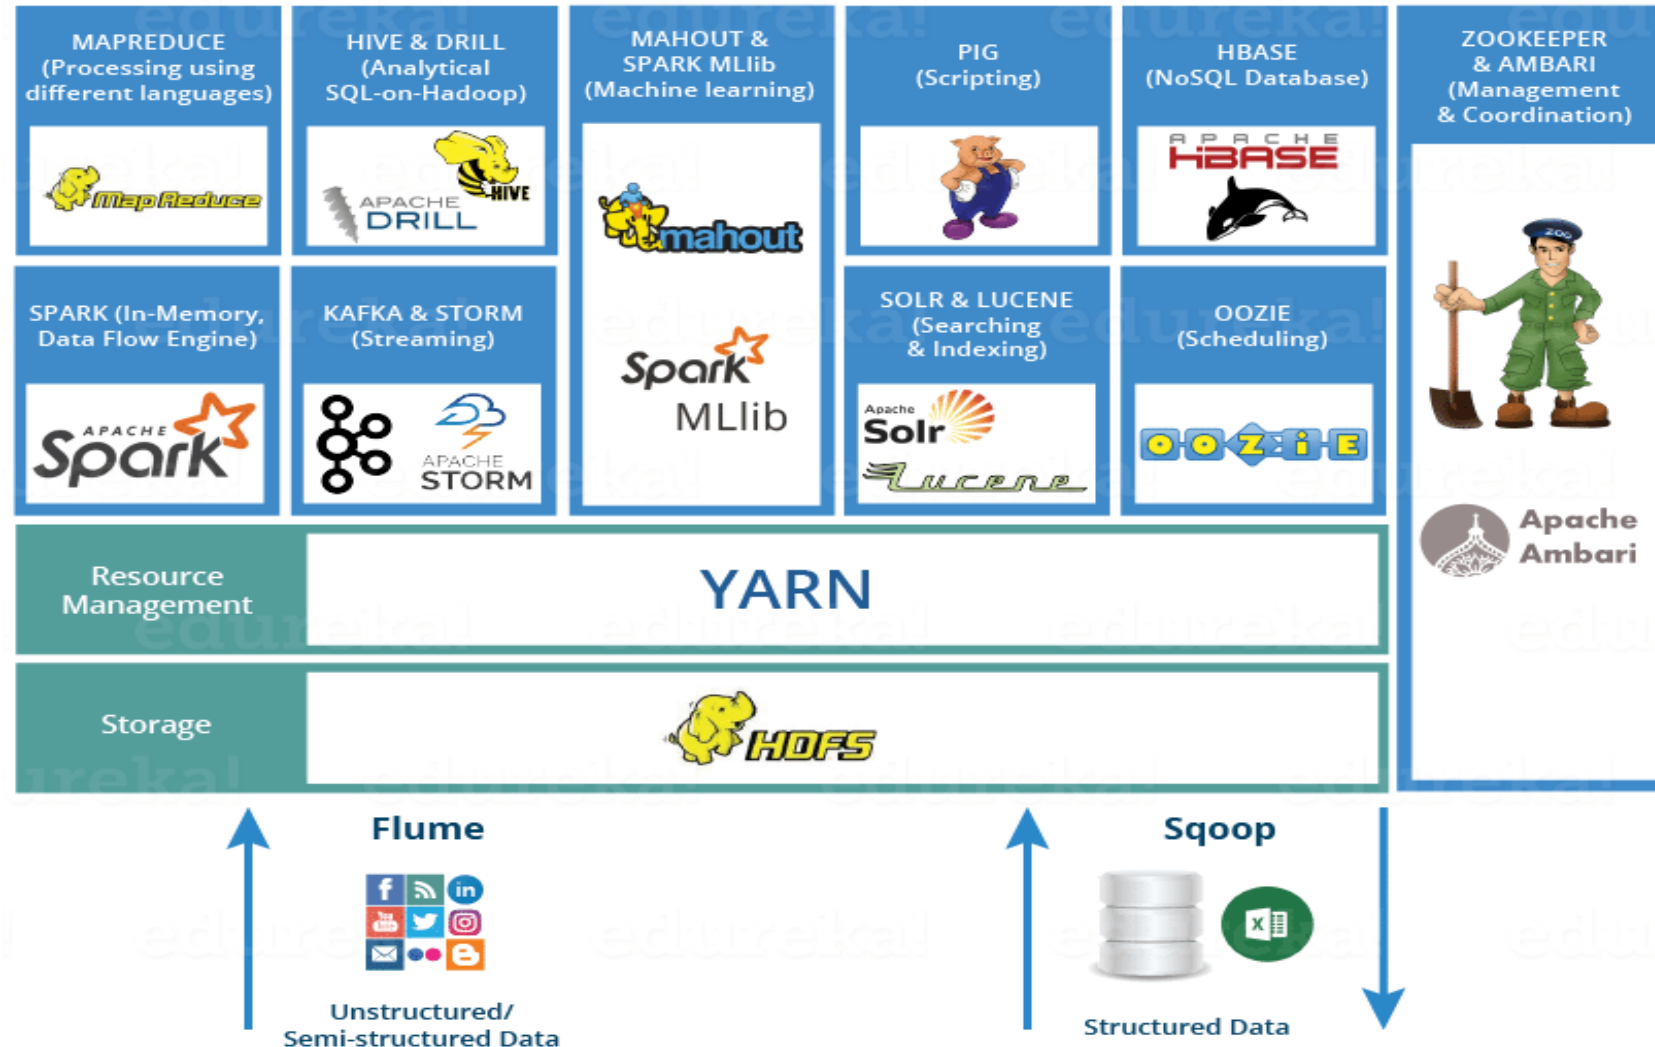 MAPREDUCE
(Processing using
different languages)
Map Reduce
HIVE & DRILL
(Analytical
SQL-on-Hadoop)
HIVE
APACHE
DRILL
MAHOUT &
SPARK MLlib
(Machine learning)
mahout
Spark
MLlib
PIG
(Scripting)
HBASE
(NoSQL Database)
APACHE
HBASE
ZOOKEEPER
& AMBARI
(Management
& Coordination)
ZOO
Apache
Ambari
SPARK (In-Memory,
Data Flow Engine)
APACHE
Spark
KAFKA & STORM
(Streaming)
APACHE
STORM
SOLR & LUCENE
(Searching
& Indexing)
Apache
Solr
Lucene
OOZIE
(Scheduling)
OOZiE
Resource
Management
YARN
Storage
HDFS
Flume
Unstructured/
Semi-structured Data
Sqoop
Structured Data
edureka!